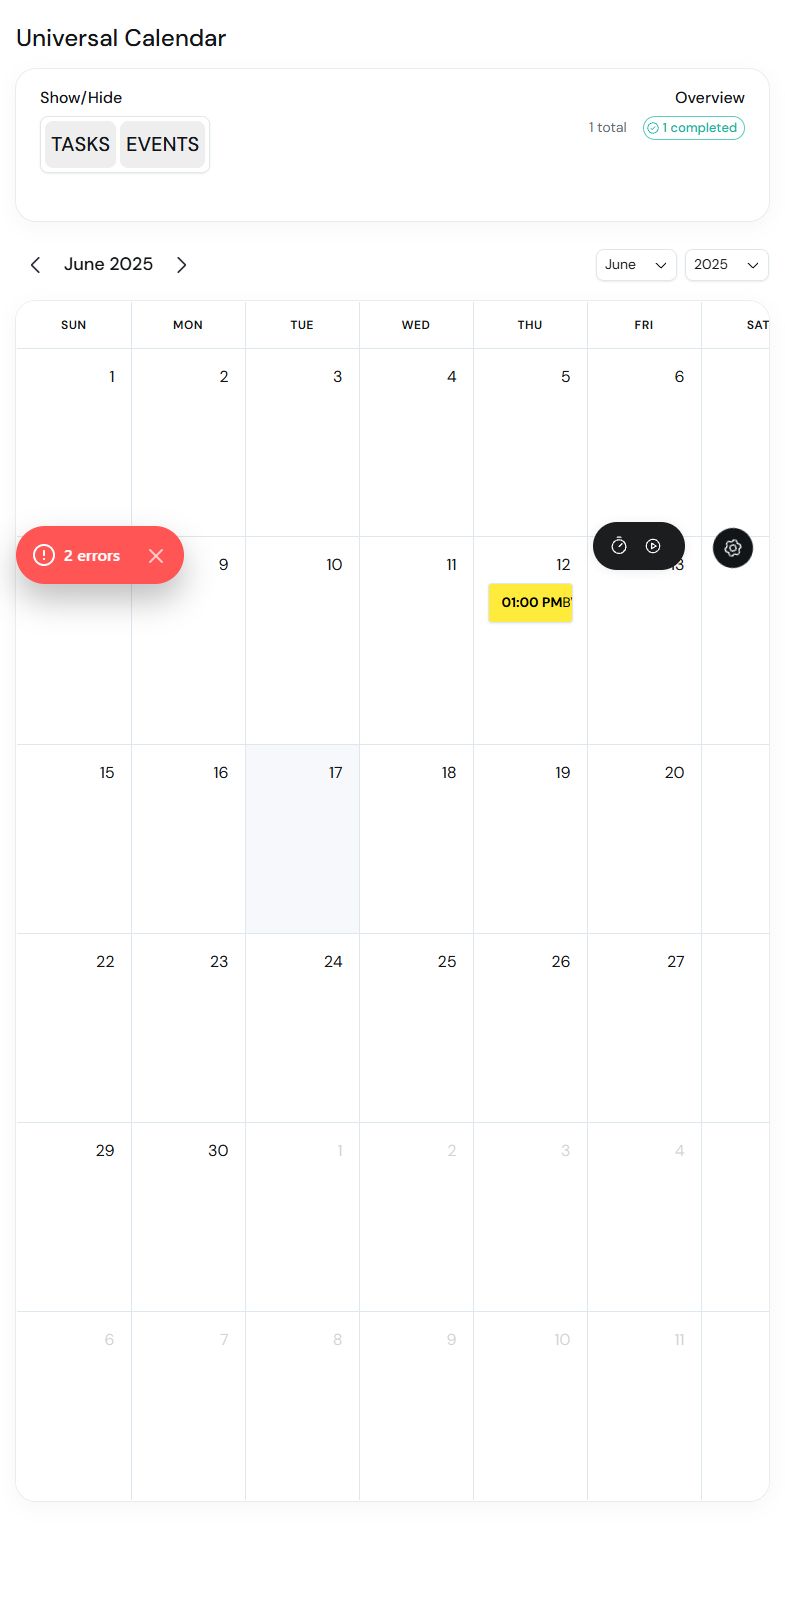 Universal Calendar
Show/Hide
Overview
TASKS EVENTS
1 total
1 completed
June 2025
June
2025
SUN MON TUE WED THU FRI SAT
1 2 3 4 5 6
2 errors
9 10 11 12 13
01:00 PM
15 16 17 18 19 20
22 23 24 25 26 27
29 30 1 2 3 4
6 7 8 9 10 11